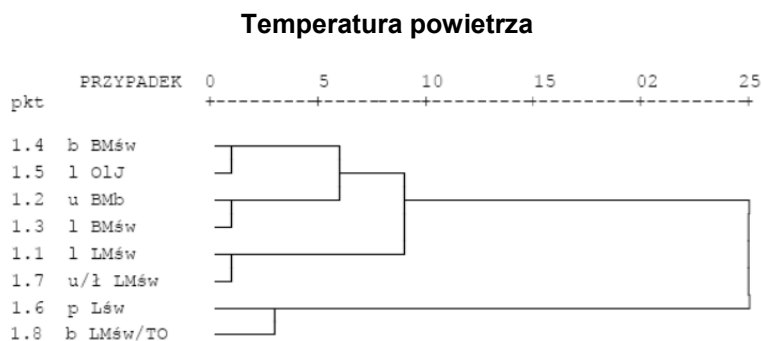 Temperatura powietrza
PRZYPADEK 0 5 10 15 02 25
pkt
1.4 b BMśw
1.5 l OlJ
1.2 u BMb
1.3 l BMśw
1.1 l LMśw
1.7 u/ł LMśw
1.6 p Lśw
1.8 b LMśw/TO